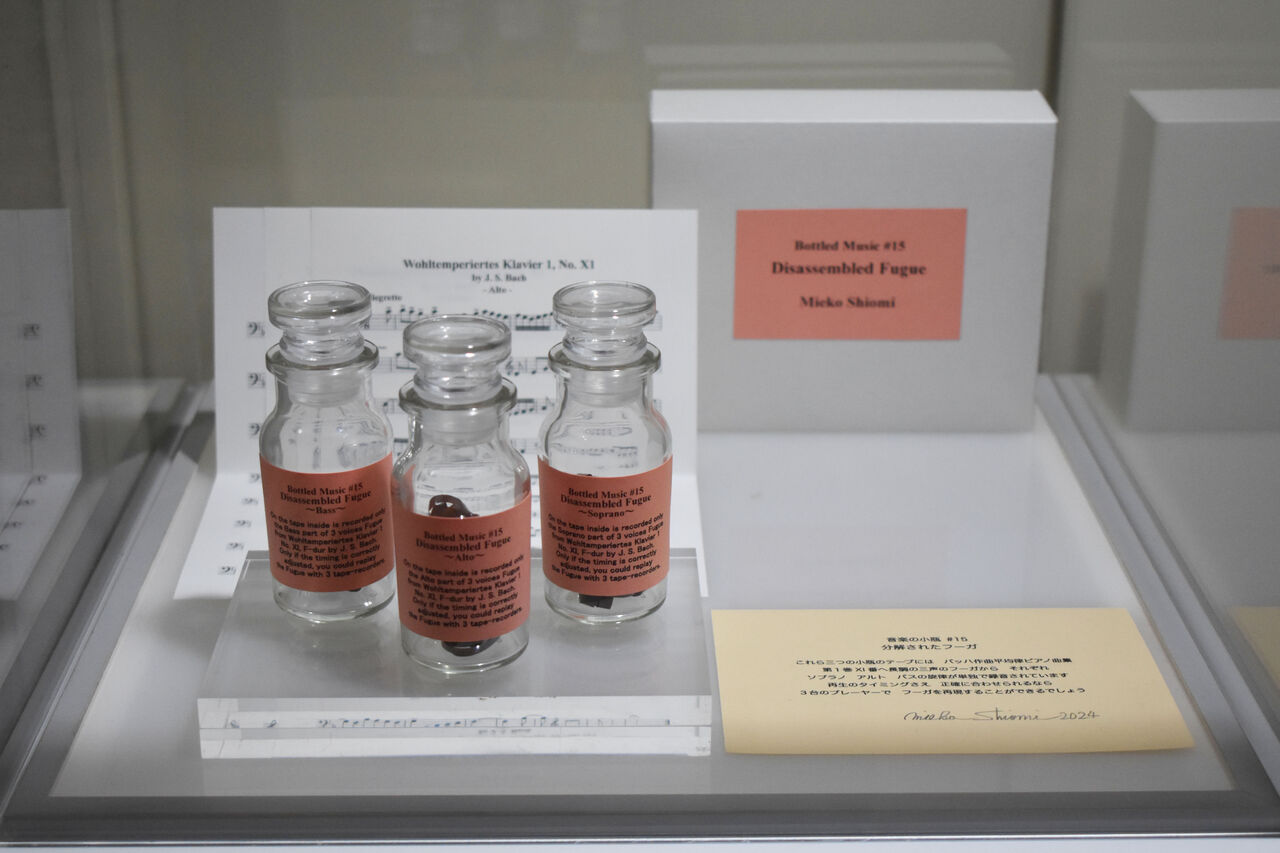 Wohltemperiertes Klavier 1, No. X1
by J. S. Bach
- Alto -
Bottled Music #15
Disassembled Fugue
Mieko Shiomi
Bottled Music #15
Disassembled Fugue
～Bass～
On the tape inside is recorded only
the Bass part of 3 voices Fugue
from Wohltemperiertes Klavier 1
No. XI, F-dur by J. S. Bach.
Only if the timing is correctly
adjusted, you could replay
the Fugue with 3 tape-recorders.
Bottled Music #15
Disassembled Fugue
～Alto～
On the tape inside is recorded only
the Alto part of 3 voices Fugue
from Wohltemperiertes Klavier 1
No. XI, F-dur by J. S. Bach.
Only if the timing is correctly
adjusted, you could replay
the Fugue with 3 tape-recorders.
Bottled Music #15
Disassembled Fugue
～Soprano～
On the tape inside is recorded only
the Soprano part of 3 voices Fugue
from Wohltemperiertes Klavier 1
No. XI, F-dur by J. S. Bach.
Only if the timing is correctly
adjusted, you could replay
the Fugue with 3 tape-recorders.
音楽の小瓶 #15
分解されたフーガ
これら三つの小瓶のテープには バッハ作曲平均律ピアノ曲集
第1巻 XI番ヘ長調の三声のフーガから それぞれ
ソプラノ アルト バスの旋律が単独で録音されています
再生のタイミングさえ 正確に合わせられるなら
3台のプレーヤーで フーガを再現することができるでしょう
mieko Shiomi 2024